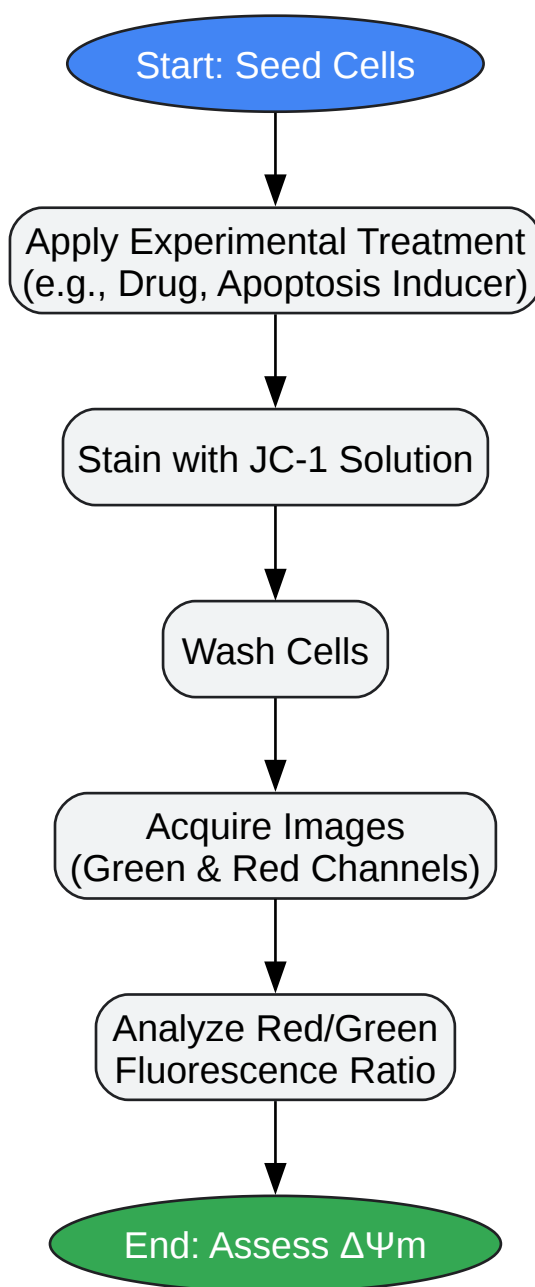 Start: Seed Cells
Apply Experimental Treatment
(e.g., Drug, Apoptosis Inducer)
Stain with JC-1 Solution
Wash Cells
Acquire Images
(Green & Red Channels)
Analyze Red/Green
Fluorescence Ratio
End: Assess ΔΨm